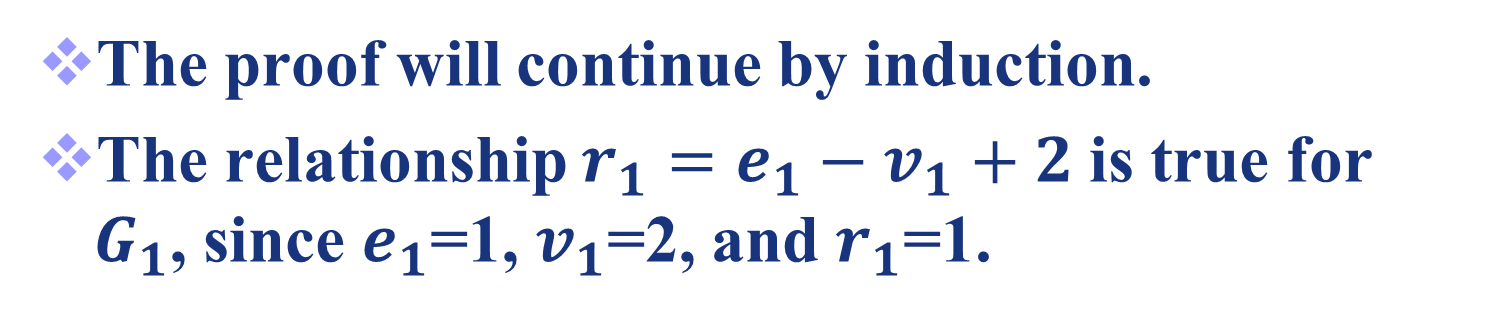 ❖The proof will continue by induction.
❖The relationship 𝒓₁ = 𝒆₁ − 𝒗₁ + 𝟐 is true for
𝑮₁, since 𝒆₁=1, 𝒗₁=2, and 𝒓₁=1.